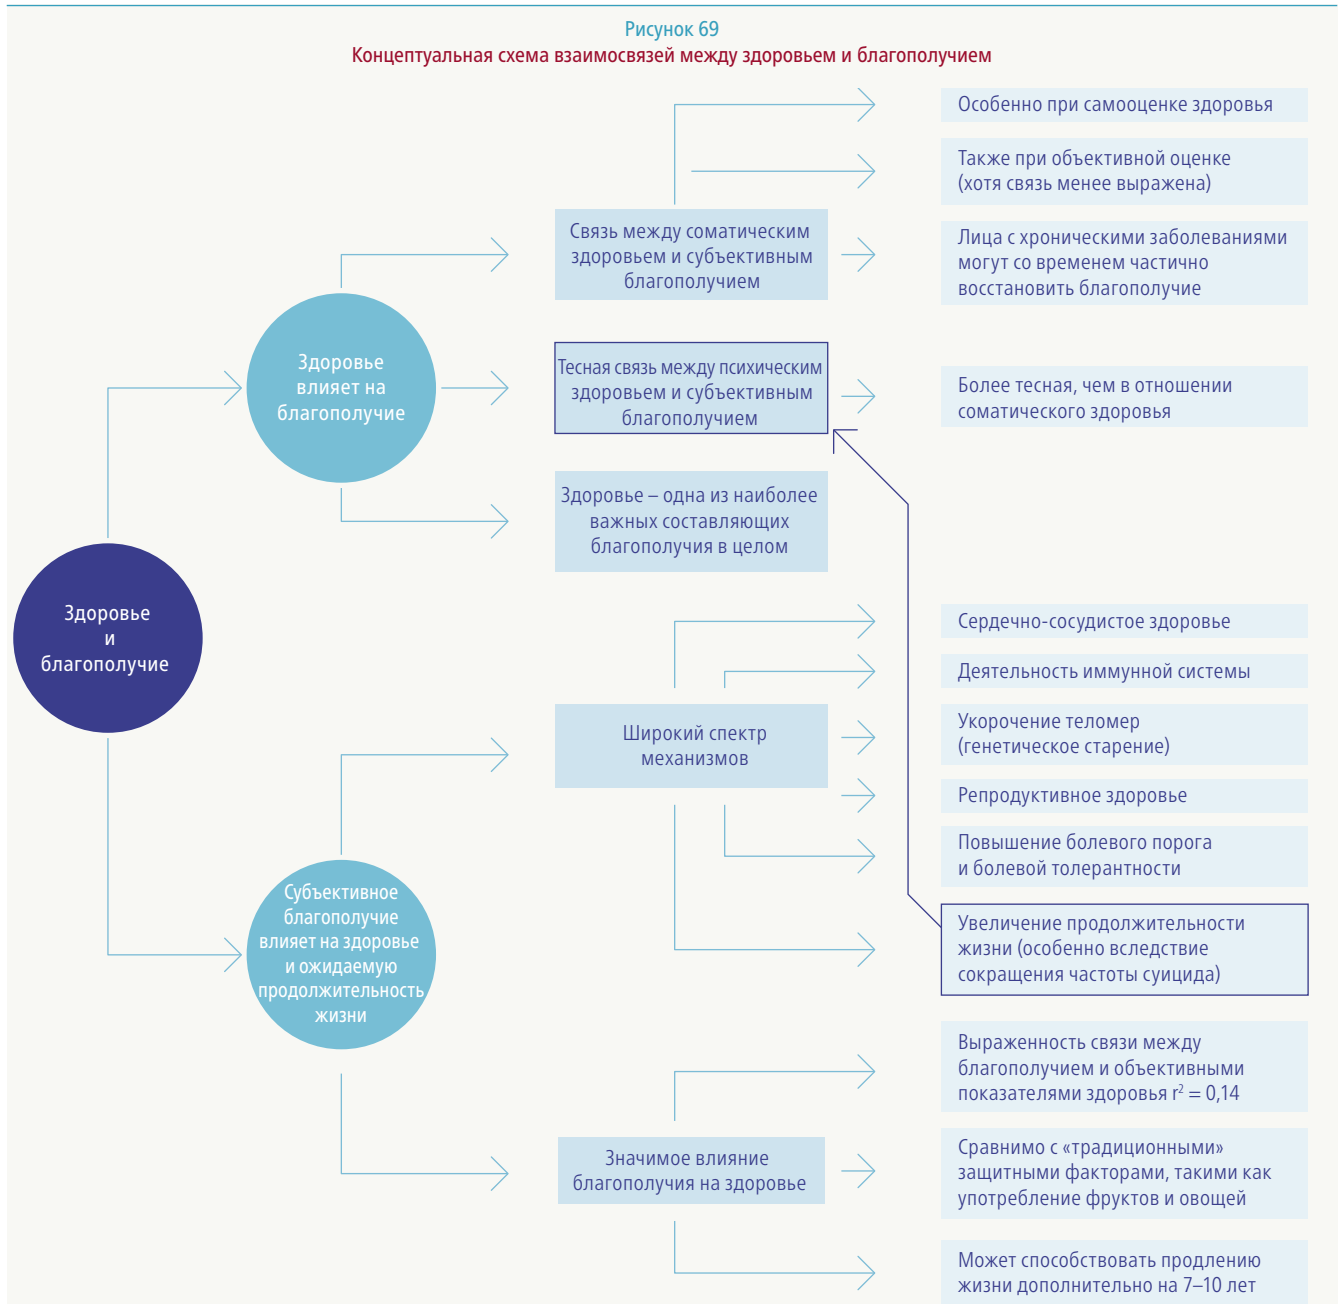 Рисунок 69
Концептуальная схема взаимосвязей между здоровьем и благополучием
Здоровье
и
благополучие
Здоровье
влияет на
благополучие
Связь между соматическим
здоровьем и субъективным
благополучием
Особенно при самооценке здоровья
Также при объективной оценке
(хотя связь менее выражена)
Лица с хроническими заболеваниями
могут со временем частично
восстановить благополучие
Тесная связь между психическим
здоровьем и субъективным
благополучием
Более тесная, чем в отношении
соматического здоровья
Здоровье – одна из наиболее
важных составляющих
благополучия в целом
Субъективное
благополучие
влияет на здоровье
и ожидаемую
продолжительность
жизни
Широкий спектр
механизмов
Сердечно-сосудистое здоровье
Деятельность иммунной системы
Укорочение теломер
(генетическое старение)
Репродуктивное здоровье
Повышение болевого порога
и болевой толерантности
Увеличение продолжительности
жизни (особенно вследствие
сокращения частоты суицида)
Значимое влияние
благополучия на здоровье
Выраженность связи между
благополучием и объективными
показателями здоровья r² = 0,14
Сравнимо с «традиционными»
защитными факторами, такими как
употребление фруктов и овощей
Может способствовать продлению
жизни дополнительно на 7–10 лет